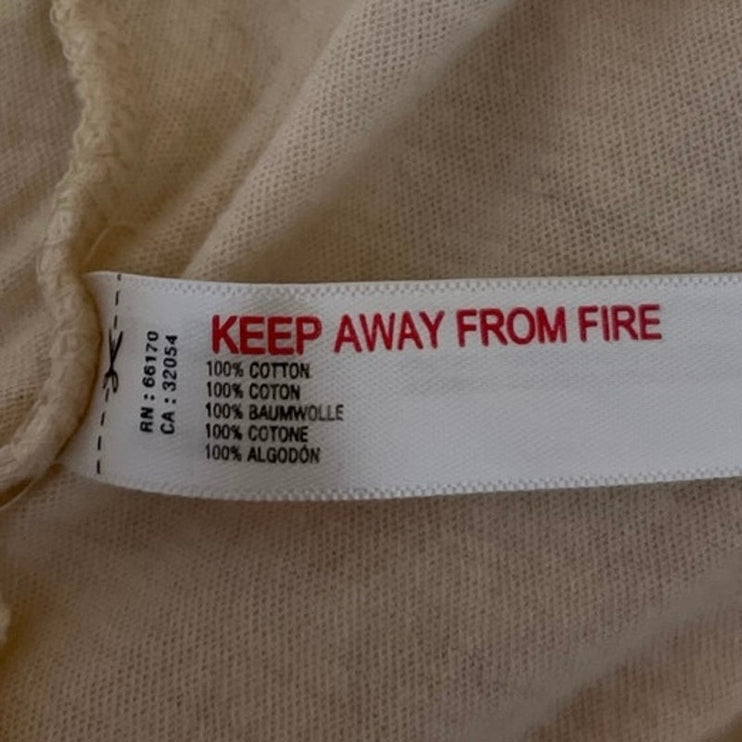 RN : 66170
CA : 32054
KEEP AWAY FROM FIRE
100% COTTON
100% COTON
100% BAUMWOLLE
100% COTONE
100% ALGODÓN